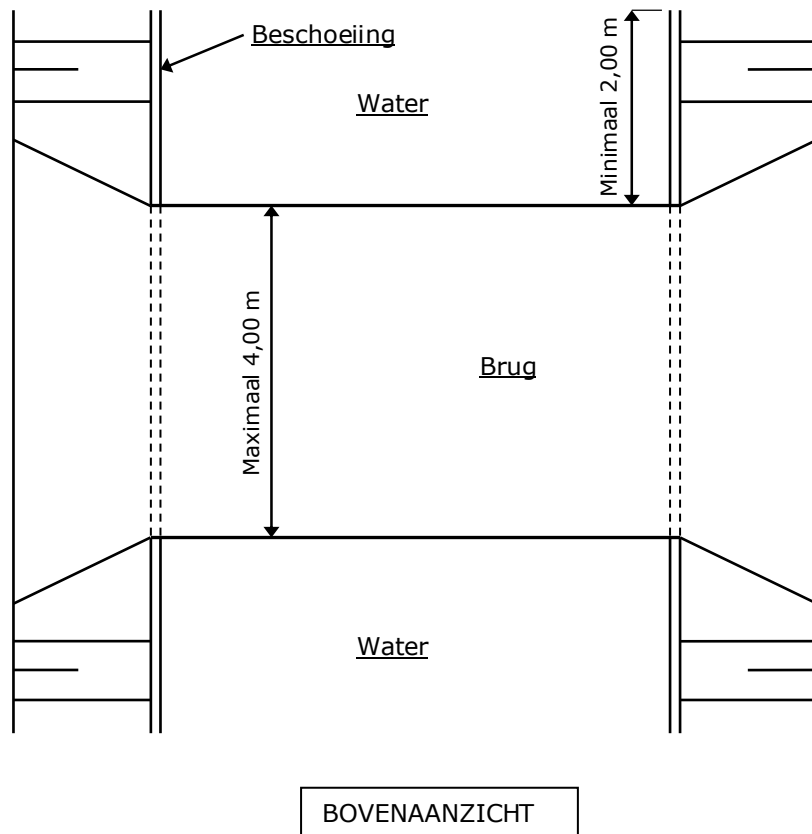 Beschoeiing
Water
Minimaal 2,00 m
Maximaal 4,00 m
Brug
Water
BOVENAANZICHT